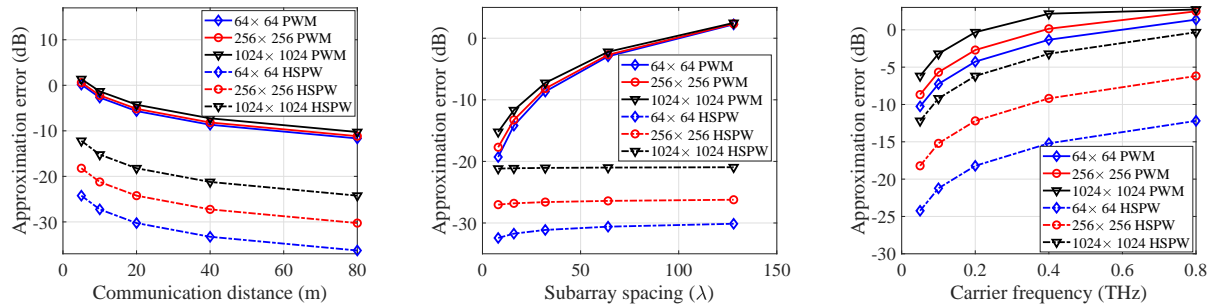 Approximation error (dB)
10
0
-10
-20
-30
0
20
40
60
80
Communication distance (m)
64× 64 PWM
256× 256 PWM
1024× 1024 PWM
64× 64 HSPW
256× 256 HSPW
1024× 1024 HSPW
Approximation error (dB)
0
-10
-20
-30
0
50
100
150
Subarray spacing (λ)
64× 64 PWM
256× 256 PWM
1024× 1024 PWM
64× 64 HSPW
256× 256 HSPW
1024× 1024 HSPW
Approximation error (dB)
0
-5
-10
-15
-20
-25
-30
0
0.2
0.4
0.6
0.8
Carrier frequency (THz)
64× 64 PWM
256× 256 PWM
1024× 1024 PWM
64× 64 HSPW
256× 256 HSPW
1024× 1024 HSPW